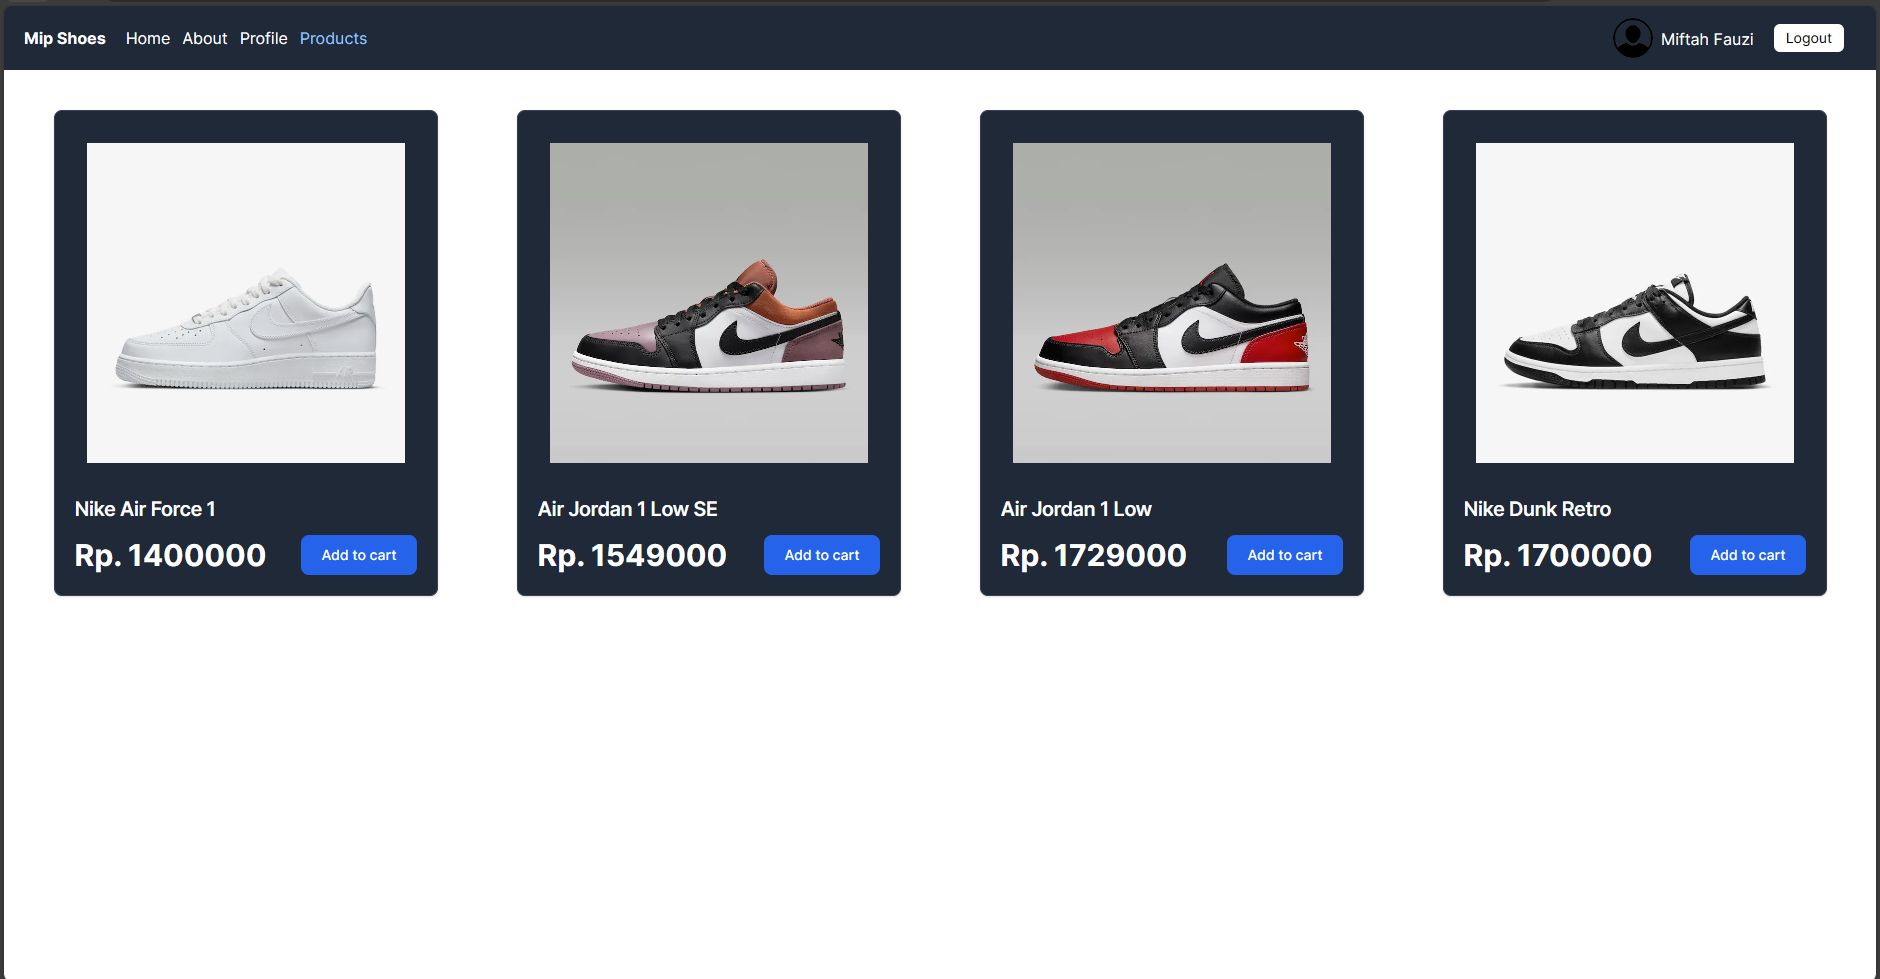 Mip Shoes Home About Profile Products Miftah Fauzi Logout
Nike Air Force 1
Rp. 1400000 Add to cart
Air Jordan 1 Low SE
Rp. 1549000 Add to cart
Air Jordan 1 Low
Rp. 1729000 Add to cart
Nike Dunk Retro
Rp. 1700000 Add to cart